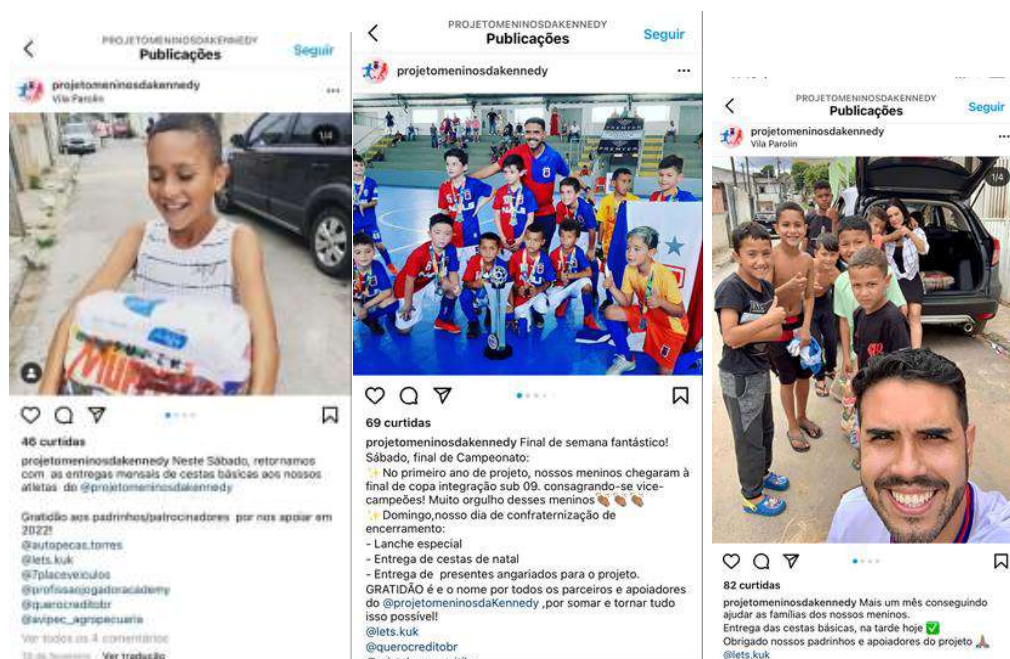 PROJETOMENINOSDAKENNEDY
Publicações
Seguir
projetomeninosdakennedy
Vila Parolin
1/4
46 curtidas
projetomeninosdakennedy Neste Sábado, retornamos
com as entregas mensais de cestas básicas aos nossos
atletas do @projetomeninosdakennedy
Gratidão aos padrinhos/patrocinadores por nos apoiar em
2022!
@autopecas.torres
@lets.kuk
@7placeveiculos
@profissaojogadoracademy
@querocreditobr
@avipec_agropecuaria
Ver todos os 4 comentários
de fevereiro Ver tradução
PROJETOMENINOSDAKENNEDY
Publicações
Seguir
projetomeninosdakennedy
PREMYER
69 curtidas
projetomeninosdakennedy Final de semana fantástico!
Sábado, final de Campeonato:
✨No primeiro ano de projeto, nossos meninos chegaram à
final de copa integração sub 09. consagrando-se vice-
campeões! Muito orgulho desses meninos👏🏽👏🏽👏🏽
✨Domingo,nosso dia de confraternização de
encerramento:
- Lanche especial
- Entrega de cestas de natal
- Entrega de presentes angariados para o projeto.
GRATIDÃO é e o nome por todos os parceiros e apoiadores
do @projetomeninosdaKennedy ,por somar e tornar tudo
isso possível!
@lets.kuk
@querocreditobr
PROJETOMENINOSDAKENNEDY
Publicações
Seguir
projetomeninosdakennedy
Vila Parolin
1/4
82 curtidas
projetomeninosdakennedy Mais um mês conseguindo
ajudar as famílias dos nossos meninos.
Entrega das cestas básicas, na tarde hoje ✅
Obrigado nossos padrinhos e apoiadores do projeto 🙏🏽
@lets.kuk